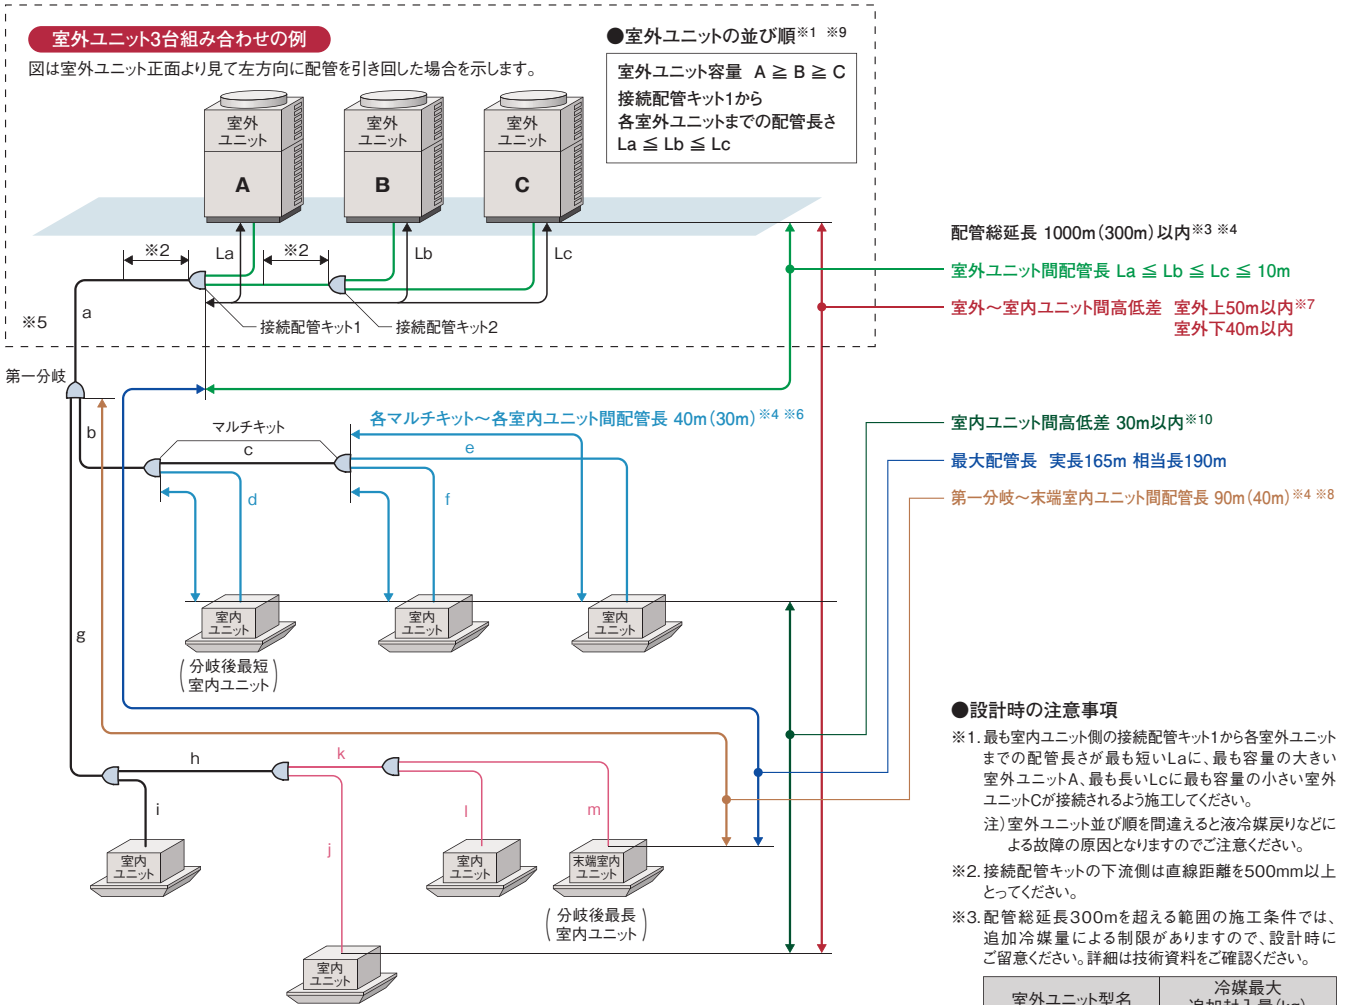 室外ユニット3台組み合わせの例
図は室外ユニット正面より見て左方向に配管を引き回した場合を示します。
●室外ユニットの並び順※1 ※9
室外ユニット容量 A ≧ B ≧ C
接続配管キット1から
各室外ユニットまでの配管長さ
La ≦ Lb ≦ Lc
室外
ユニット
A
室外
ユニット
B
室外
ユニット
C
※2
La
※2
Lb
Lc
a
※5
接続配管キット1
接続配管キット2
配管総延長 1000m(300m)以内※3 ※4
室外ユニット間配管長 La ≦ Lb ≦ Lc ≦ 10m
室外～室内ユニット間高低差 室外上50m以内※7
室外下40m以内
第一分岐
b
マルチキット
c
各マルチキット～各室内ユニット間配管長 40m(30m)※4 ※6
e
d
f
室内ユニット間高低差 30m以内※10
最大配管長 実長165m 相当長190m
第一分岐～末端室内ユニット間配管長 90m(40m)※4 ※8
g
室内
ユニット
室内
ユニット
室内
ユニット
(分岐後最短
室内ユニット)
h
k
i
j
l
m
室内
ユニット
室内
ユニット
末端室内
ユニット
(分岐後最長
室内ユニット)
室内
ユニット
●設計時の注意事項
※1.最も室内ユニット側の接続配管キット1から各室外ユニット
までの配管長さが最も短いLaに、最も容量の大きい
室外ユニットA、最も長いLcに最も容量の小さい室外
ユニットCが接続されるよう施工してください。
注)室外ユニット並び順を間違えると液冷媒戻りなどに
よる故障の原因となりますのでご注意ください。
※2.接続配管キットの下流側は直線距離を500mm以上
とってください。
※3.配管総延長300mを超える範囲の施工条件では、
追加冷媒量による制限がありますので、設計時に
ご留意ください。詳細は技術資料をご確認ください。
室外ユニット型名
冷媒最大
追加封入量(kg)